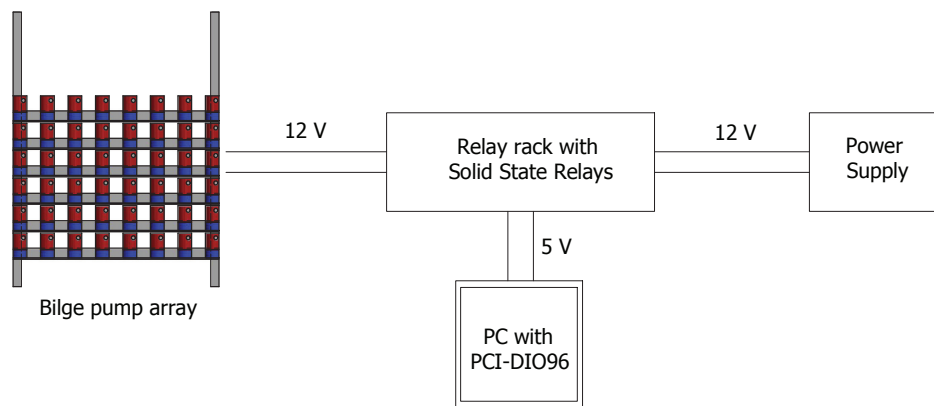 12 V
Relay rack with
Solid State Relays
12 V
Power
Supply
5 V
Bilge pump array
PC with
PCI-DIO96